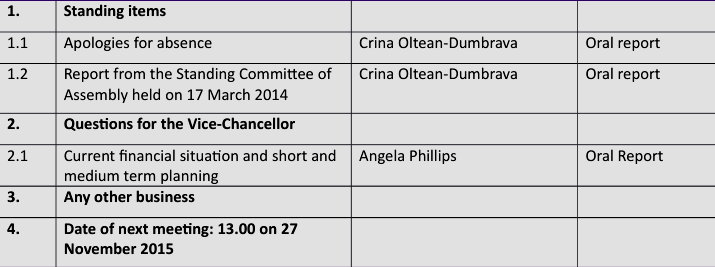 1. Standing items
1.1 Apologies for absence Crina Oltean-Dumbrava Oral report
1.2 Report from the Standing Committee of Crina Oltean-Dumbrava Oral report
Assembly held on 17 March 2014
2. Questions for the Vice-Chancellor
2.1 Current financial situation and short and Angela Phillips Oral Report
medium term planning
3. Any other business
4. Date of next meeting: 13.00 on 27
November 2015